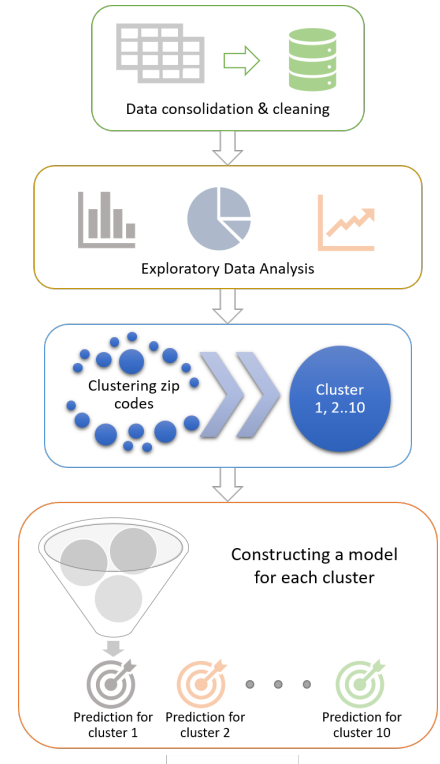 Data consolidation & cleaning
Exploratory Data Analysis
Clustering zip
codes
Cluster
1, 2..10
Constructing a model
for each cluster
Prediction for
cluster 1
Prediction for
cluster 2
Prediction for
cluster 10